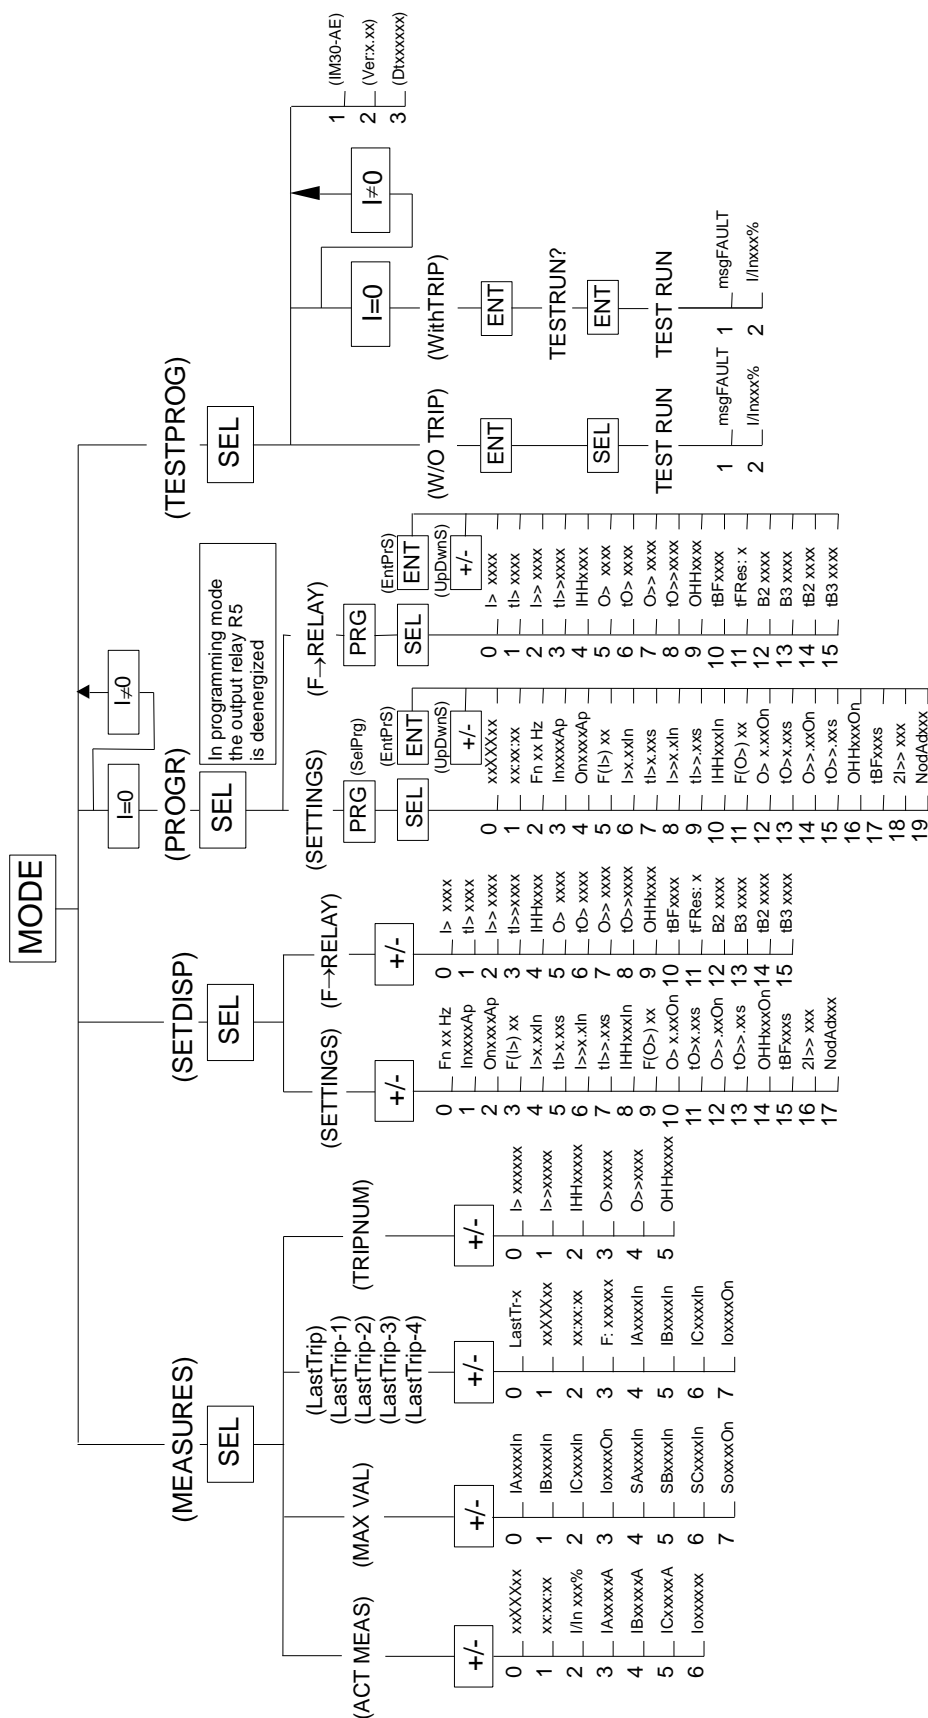 MODE
(MEASURES)
SEL
(ACT MEAS)
+/-
0 xxXXXxx
1 xx:xx:xx
2 I/In xxx%
3 IAxxxxxA
4 IBxxxxxA
5 ICxxxxxA
6 Ioxxxxxx
(MAX VAL)
+/-
0 IAxxxxIn
1 IBxxxxIn
2 ICxxxxIn
3 IoxxxxOn
4 SAxxxxIn
5 SBxxxxIn
6 SCxxxxIn
7 SoxxxxOn
(LastTrip)
(LastTrip-1)
(LastTrip-2)
(LastTrip-3)
(LastTrip-4)
+/-
0 LastTr-x
1 xxXXXxx
2 xx:xx:xx
3 F: xxxxxx
4 IAxxxxIn
5 IBxxxxIn
6 ICxxxxIn
7 IoxxxxOn
(TRIPNUM)
+/-
0 I> xxxxxx
1 I>>xxxxx
2 IHHxxxxx
3 O>xxxxxx
4 O>>xxxx
5 OHHxxxxx
(SETDISP)
SEL
(SETTINGS)
+/-
0 Fn xx Hz
1 InxxxxAp
2 OnxxxxAp
3 F(I>) xx
4 I>x.xxIn
5 tI>x.xxs
6 I>>x.xIn
7 tI>>.xxs
8 IHHxxxIn
9 F(O>) xx
10 O> x.xxOn
11 tO>x.xxs
12 O>>.xxOn
13 tO>>.xxs
14 OHHxxxOn
15 tBFxxxs
16 2I>> xxx
17 NodAdxxx
(F→RELAY)
+/-
0 I> xxxx
1 tI> xxxx
2 I>> xxxx
3 tI>>xxxx
4 IHHxxxx
5 O> xxxx
6 tO> xxxx
7 O>> xxxx
8 tO>>xxxxx
9 OHHxxxx
10 tBFxxxx
11 tFRes: x
12 B2 xxxx
13 B3 xxxx
14 tB2 xxxx
15 tB3 xxxx
I=0
I≠0
(PROGR)
SEL
In programming mode
the output relay R5
is deenergized
(SETTINGS)
PRG (SelPrg)
SEL
(EntPrS)
ENT
(UpDwnS)
+/-
0 xxXXXxx
1 xx:xx:xx
2 Fn xx Hz
3 InxxxxAp
4 OnxxxxAp
5 F(I>) xx
6 I>x.xxIn
7 tI>x.xxs
8 I>>x.xIn
9 tI>>.xxs
10 IHHxxxIn
11 F(O>) xx
12 O> x.xxOn
13 tO>x.xxs
14 O>>.xxOn
15 tO>>.xxs
16 OHHxxxOn
17 tBFxxxs
18 2I>> xxx
19 NodAdxxx
(F→RELAY)
PRG
SEL
(EntPrS)
ENT
(UpDwnS)
+/-
0 I> xxxx
1 tI> xxxx
2 I>> xxxx
3 tI>>xxxx
4 IHHxxxx
5 O> xxxx
6 tO> xxxx
7 O>> xxxx
8 tO>>xxxx
9 OHHxxxx
10 tBFxxxx
11 tFRes: x
12 B2 xxxx
13 B3 xxxx
14 tB2 xxxx
15 tB3 xxxx
(TESTPROG)
SEL
(W/O TRIP)
ENT
SEL
TEST RUN
1 msgFAULT
2 I/Inxxx%
I=0
I≠0
(WithTRIP)
ENT
TESTRUN?
ENT
TEST RUN
1 msgFAULT
2 I/Inxxx%
1 (IM30-AE)
2 (Ver:x.xx)
3 (Dtxxxxxx)